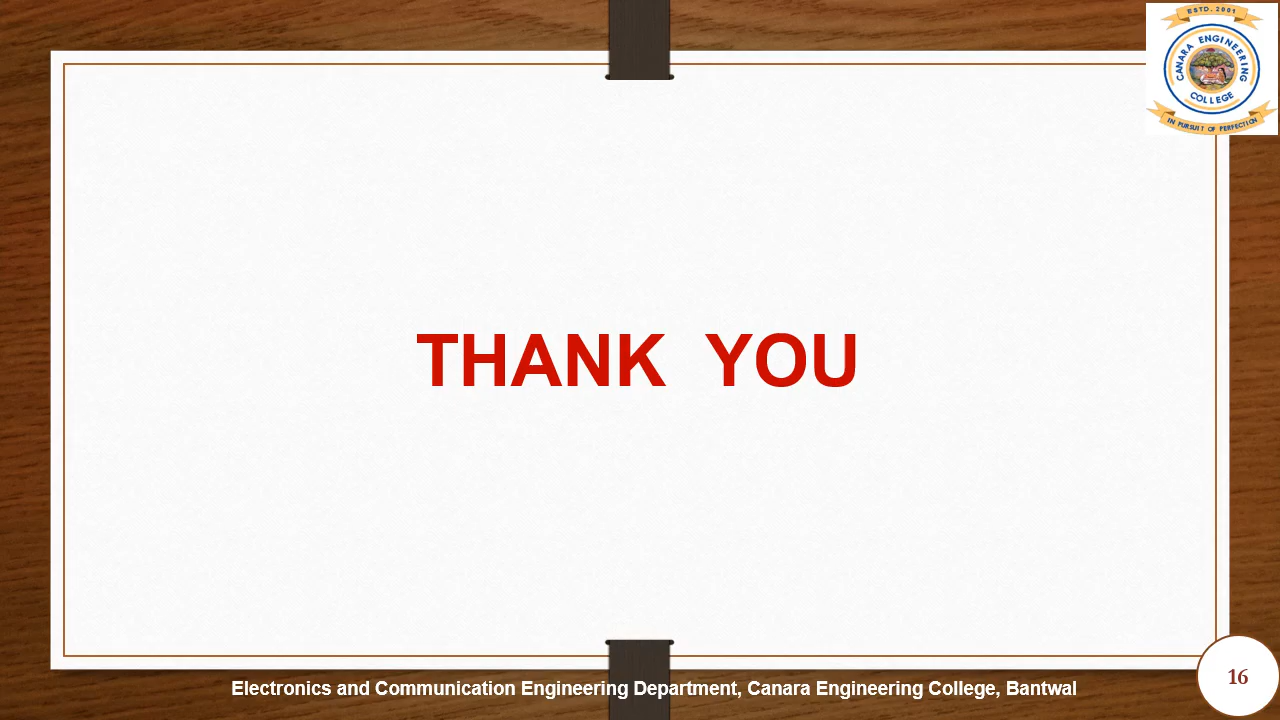 ESTD. 2001
CANARA ENGINEERING
COLLEGE
IN PURSUIT OF PERFECTION
THANK YOU
Electronics and Communication Engineering Department, Canara Engineering College, Bantwal
16